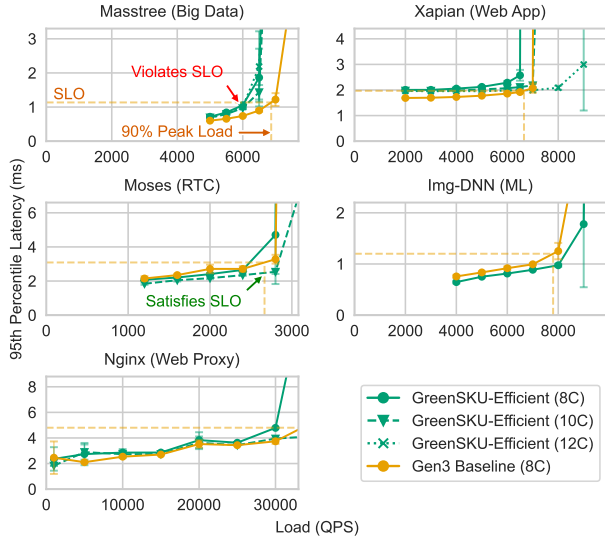 Masstree (Big Data)
Xapian (Web App)
3
2
1
0
Violates SLO
SLO
90% Peak Load
4
3
2
1
0
0 2000 4000 6000
0 2000 4000 6000 8000
Moses (RTC)
Img-DNN (ML)
95th Percentile Latency (ms)
6
4
2
0
Satisfies SLO
2
1
0
0 1000 2000 3000
0 2000 4000 6000 8000
Nginx (Web Proxy)
8
6
4
2
0
0 10000 20000 30000
GreenSKU-Efficient (8C)
GreenSKU-Efficient (10C)
GreenSKU-Efficient (12C)
Gen3 Baseline (8C)
Load (QPS)